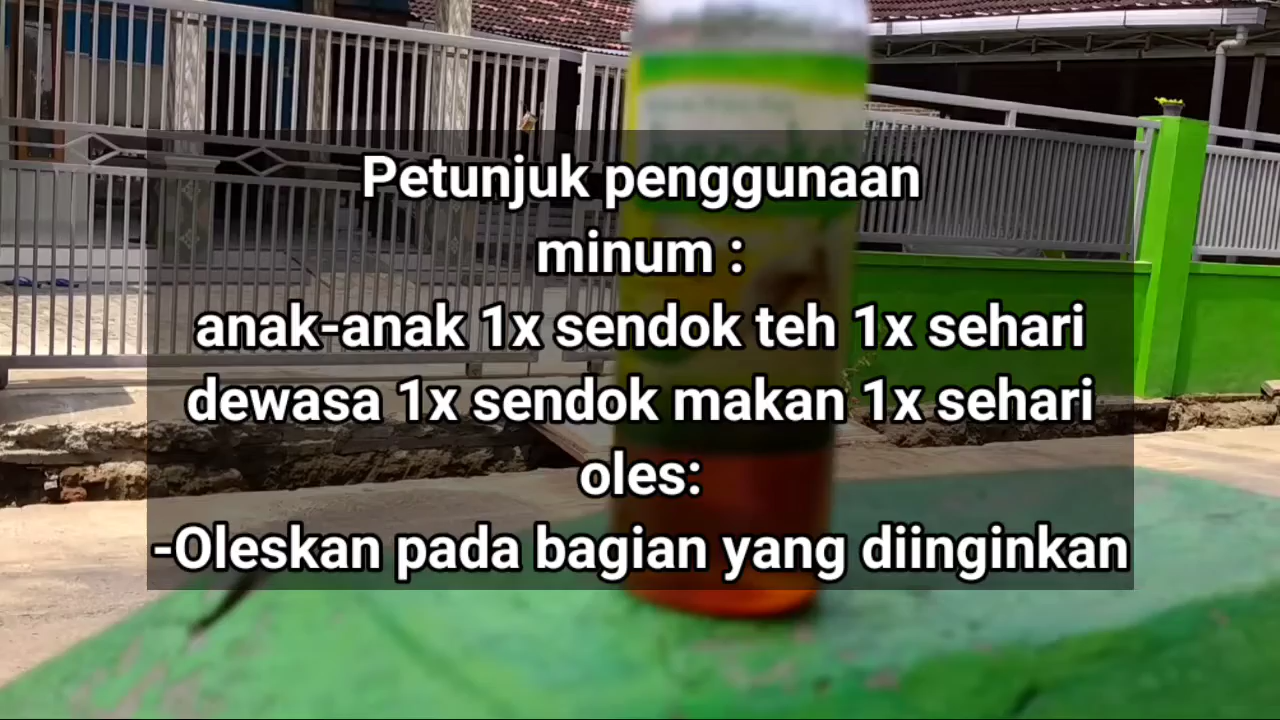 Petunjuk penggunaan
minum :
anak-anak 1x sendok teh 1x sehari
dewasa 1x sendok makan 1x sehari
oles:
-Oleskan pada bagian yang diinginkan